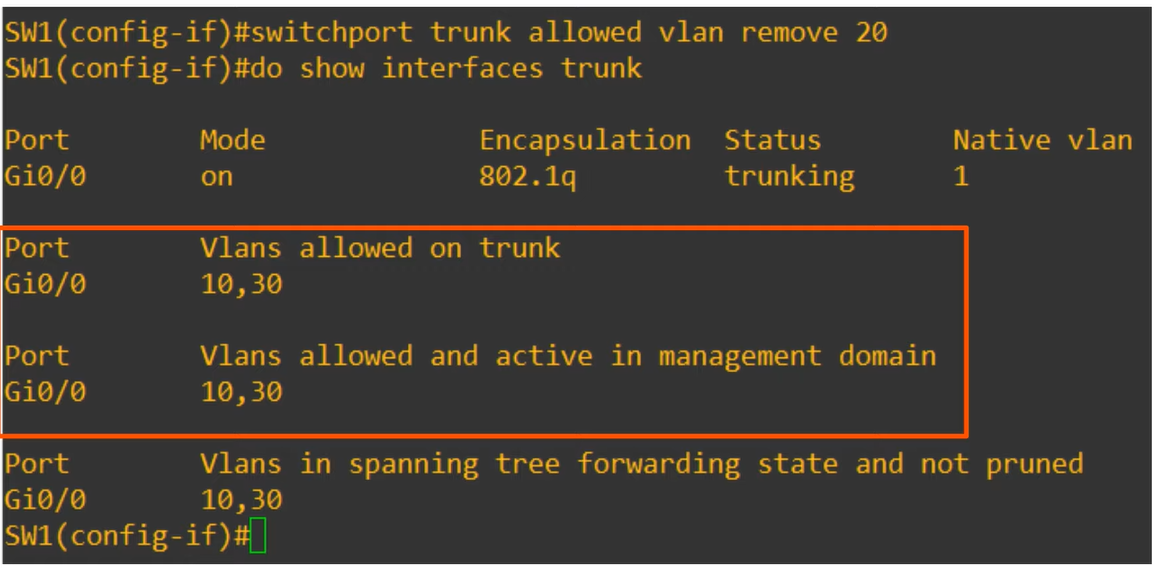 SW1(config-if)#switchport trunk allowed vlan remove 20
SW1(config-if)#do show interfaces trunk
Port Mode Encapsulation Status Native vlan
Gi0/0 on 802.1q trunking 1
Port Vlans allowed on trunk
Gi0/0 10,30
Port Vlans allowed and active in management domain
Gi0/0 10,30
Port Vlans in spanning tree forwarding state and not pruned
Gi0/0 10,30
SW1(config-if)#